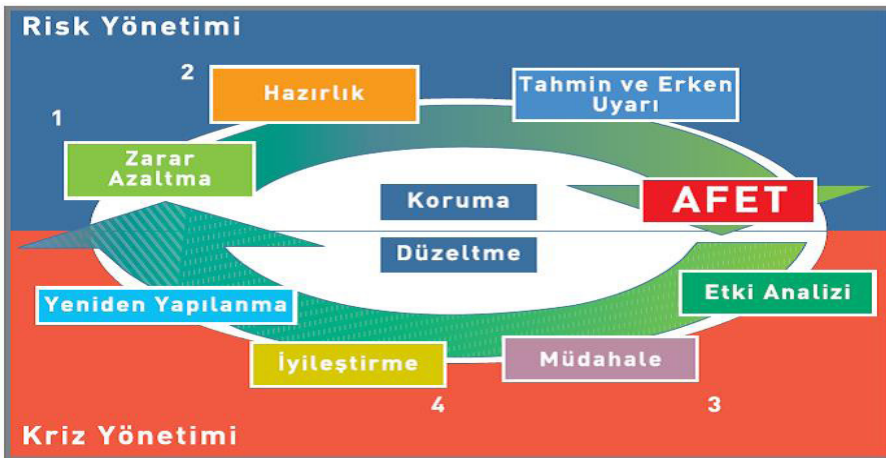 Risk Yönetimi
2
Hazırlık
Tahmin ve Erken
Uyarı
1
Zarar
Azaltma
Koruma
AFET
Düzeltme
Yeniden Yapılanma
Etki Analizi
İyileştirme
Müdahale
4
3
Kriz Yönetimi